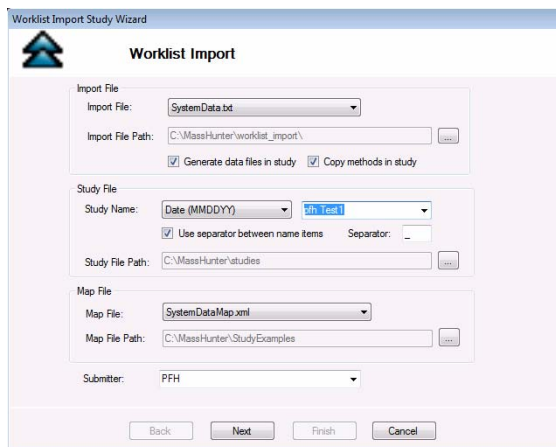 Worklist Import Study Wizard
Worklist Import
Import File
Import File: SystemData.txt
Import File Path: C:\MassHunter\worklist_import\ ...
Generate data files in study Copy methods in study
Study File
Study Name: Date (MMDDYY) pfh Test1
Use separator between name items Separator: _
Study File Path: C:\MassHunter\studies ...
Map File
Map File: SystemDataMap.xml
Map File Path: C:\MassHunter\StudyExamples ...
Submitter: PFH
Back Next Finish Cancel